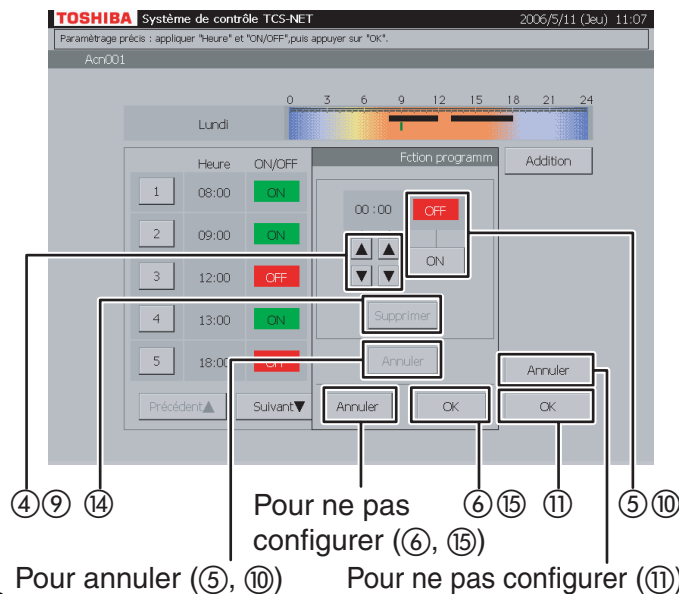 TOSHIBA Système de contrôle TCS-NET 2006/5/11 (Jeu) 11:07
Paramètrage précis : appliquer "Heure" et "ON/OFF",puis appuyer sur "OK".
Acn001
0 3 6 9 12 15 18 21 24
Lundi
Heure ON/OFF Fction programm Addition
1 08:00 ON
00 :00 OFF
2 09:00 ON
▲ ▲ ON
3 12:00 OFF
▼ ▼
4 13:00 ON Supprimer
5 18:00 OFF Annuler Annuler
Précédent▲ Suivant▼ Annuler OK OK
④⑨ ⑭ Pour ne pas ⑥⑮ ⑪ ⑤⑩
configurer (⑥, ⑮)
Pour annuler (⑤, ⑩) Pour ne pas configurer (⑪)